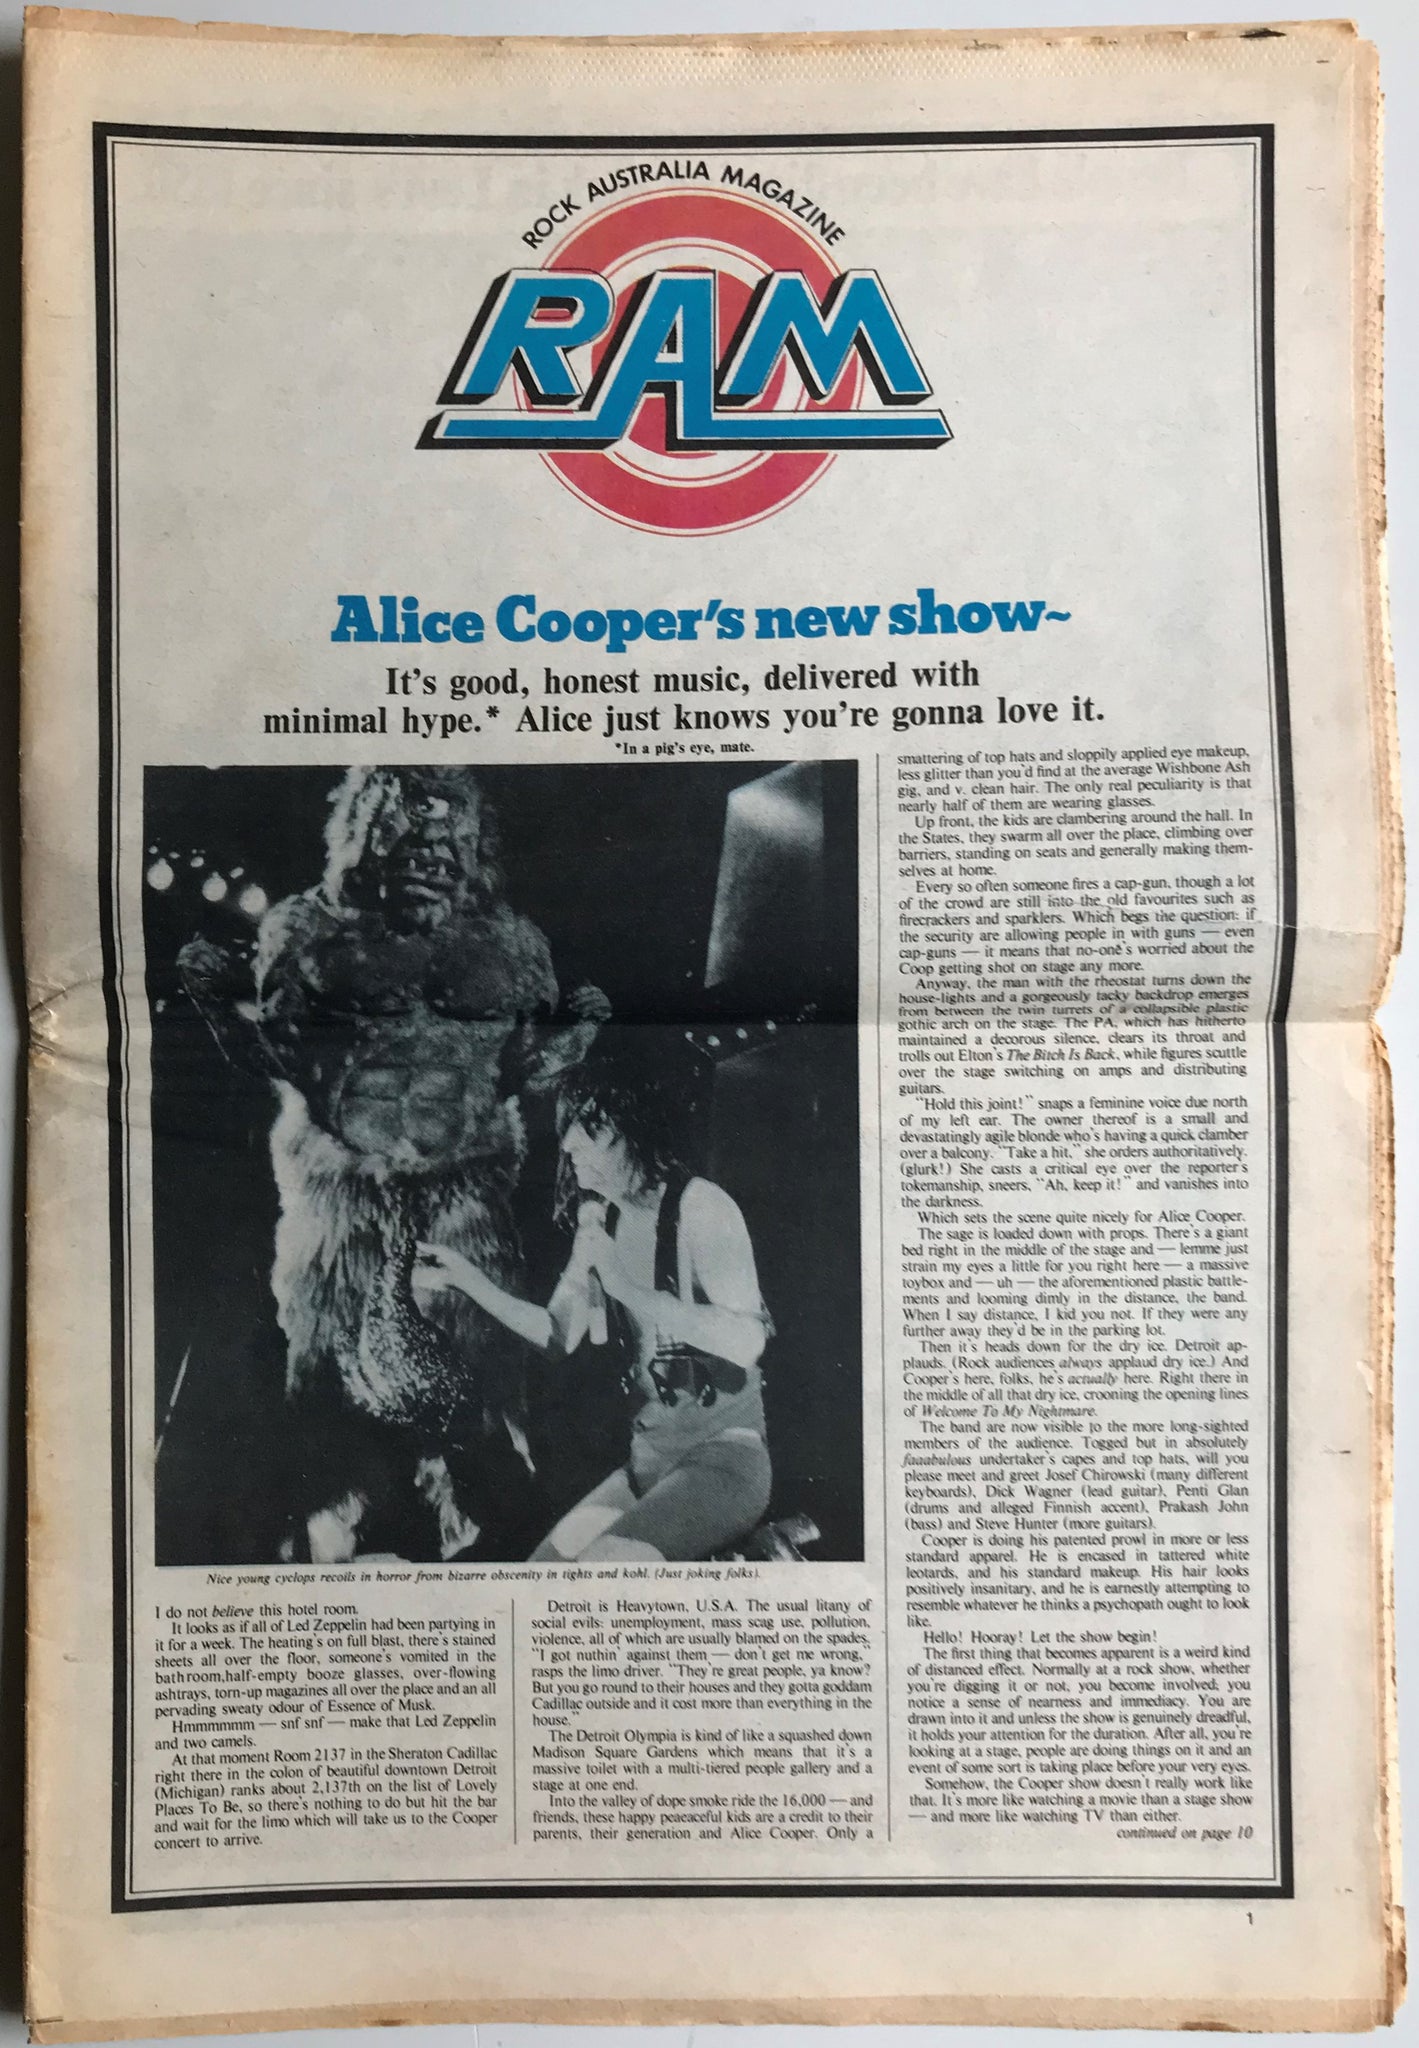 ROCK AUSTRALIA MAGAZINE
RAM
Alice Cooper's new show~
It's good, honest music, delivered with
minimal hype.* Alice just knows you're gonna love it.
*In a pig's eye, mate.
Nice young cyclops recoils in horror from bizarre obscenity in tights and kohl. (Just joking folks).
I do not believe this hotel room.
It looks as if all of Led Zeppelin had been partying in
it for a week. The heating's on full blast, there's stained
sheets all over the floor, someone's vomited in the
bathroom,half-empty booze glasses, over-flowing
ashtrays, torn-up magazines all over the place and an all
pervading sweaty odour of Essence of Musk.
Hmmmmmm — snf snf — make that Led Zeppelin
and two camels.
At that moment Room 2137 in the Sheraton Cadillac
right there in the colon of beautiful downtown Detroit
(Michigan) ranks about 2,137th on the list of Lovely
Places To Be, so there's nothing to do but hit the bar
and wait for the limo which will take us to the Cooper
concert to arrive.
Detroit is Heavytown, U.S.A. The usual litany of
social evils: unemployment, mass scag use, pollution,
violence, all of which are usually blamed on the spades.
"I got nuthin' against them — don't get me wrong,"
rasps the limo driver. "They're great people, ya know?
But you go round to their houses and they gotta goddam
Cadillac outside and it cost more than everything in the
house."
The Detroit Olympia is kind of like a squashed down
Madison Square Gardens which means that it's a
massive toilet with a multi-tiered people gallery and a
stage at one end.
Into the valley of dope smoke ride the 16,000 — and
friends, these happy peaeaceful kids are a credit to their
parents, their generation and Alice Cooper. Only a
smattering of top hats and sloppily applied eye makeup,
less glitter than you'd find at the average Wishbone Ash
gig, and v. clean hair. The only real peculiarity is that
nearly half of them are wearing glasses.
Up front, the kids are clambering around the hall. In
the States, they swarm all over the place, climbing over
barriers, standing on seats and generally making them-
selves at home.
Every so often someone fires a cap-gun, though a lot
of the crowd are still into the old favourites such as
firecrackers and sparklers. Which begs the question: if
the security are allowing people in with guns — even
cap-guns — it means that no-one's worried about the
Coop getting shot on stage any more.
Anyway, the man with the rheostat turns down the
house-lights and a gorgeously tacky backdrop emerges
from between the twin turrets of a collapsible plastic
gothic arch on the stage. The PA, which has hitherto
maintained a decorous silence, clears its throat and
trolls out Elton's The Bitch Is Back, while figures scuttle
over the stage switching on amps and distributing
guitars.
"Hold this joint!" snaps a feminine voice due north
of my left ear. The owner thereof is a small and
devastatingly agile blonde who's having a quick clamber
over a balcony. "Take a hit," she orders authoritatively.
(glurk!) She casts a critical eye over the reporter's
tokemanship, sneers, "Ah, keep it!" and vanishes into
the darkness.
Which sets the scene quite nicely for Alice Cooper.
The sage is loaded down with props. There's a giant
bed right in the middle of the stage and — lemme just
strain my eyes a little for you right here — a massive
toybox and — uh — the aforementioned plastic battle-
ments and looming dimly in the distance, the band.
When I say distance, I kid you not. If they were any
further away they'd be in the parking lot.
Then it's heads down for the dry ice. Detroit ap-
plauds. (Rock audiences always applaud dry ice.) And
Cooper's here, folks, he's actually here. Right there in
the middle of all that dry ice, crooning the opening lines
of Welcome To My Nightmare.
The band are now visible to the more long-sighted
members of the audience. Togged but in absolutely
faaabulous undertaker's capes and top hats, will you
please meet and greet Josef Chirowski (many different
keyboards), Dick Wagner (lead guitar), Penti Glan
(drums and alleged Finnish accent), Prakash John
(bass) and Steve Hunter (more guitars).
Cooper is doing his patented prowl in more or less
standard apparel. He is encased in tattered white
leotards, and his standard makeup. His hair looks
positively insanitary, and he is earnestly attempting to
resemble whatever he thinks a psychopath ought to look
like.
Hello! Hooray! Let the show begin!
The first thing that becomes apparent is a weird kind
of distanced effect. Normally at a rock show, whether
you're digging it or not, you become involved; you
notice a sense of nearness and immediacy. You are
drawn into it and unless the show is genuinely dreadful,
it holds your attention for the duration. After all, you're
looking at a stage, people are doing things on it and an
event of some sort is taking place before your very eyes.
Somehow, the Cooper show doesn't really work like
that. It's more like watching a movie than a stage show
— and more like watching TV than either.
continued on page 10
1